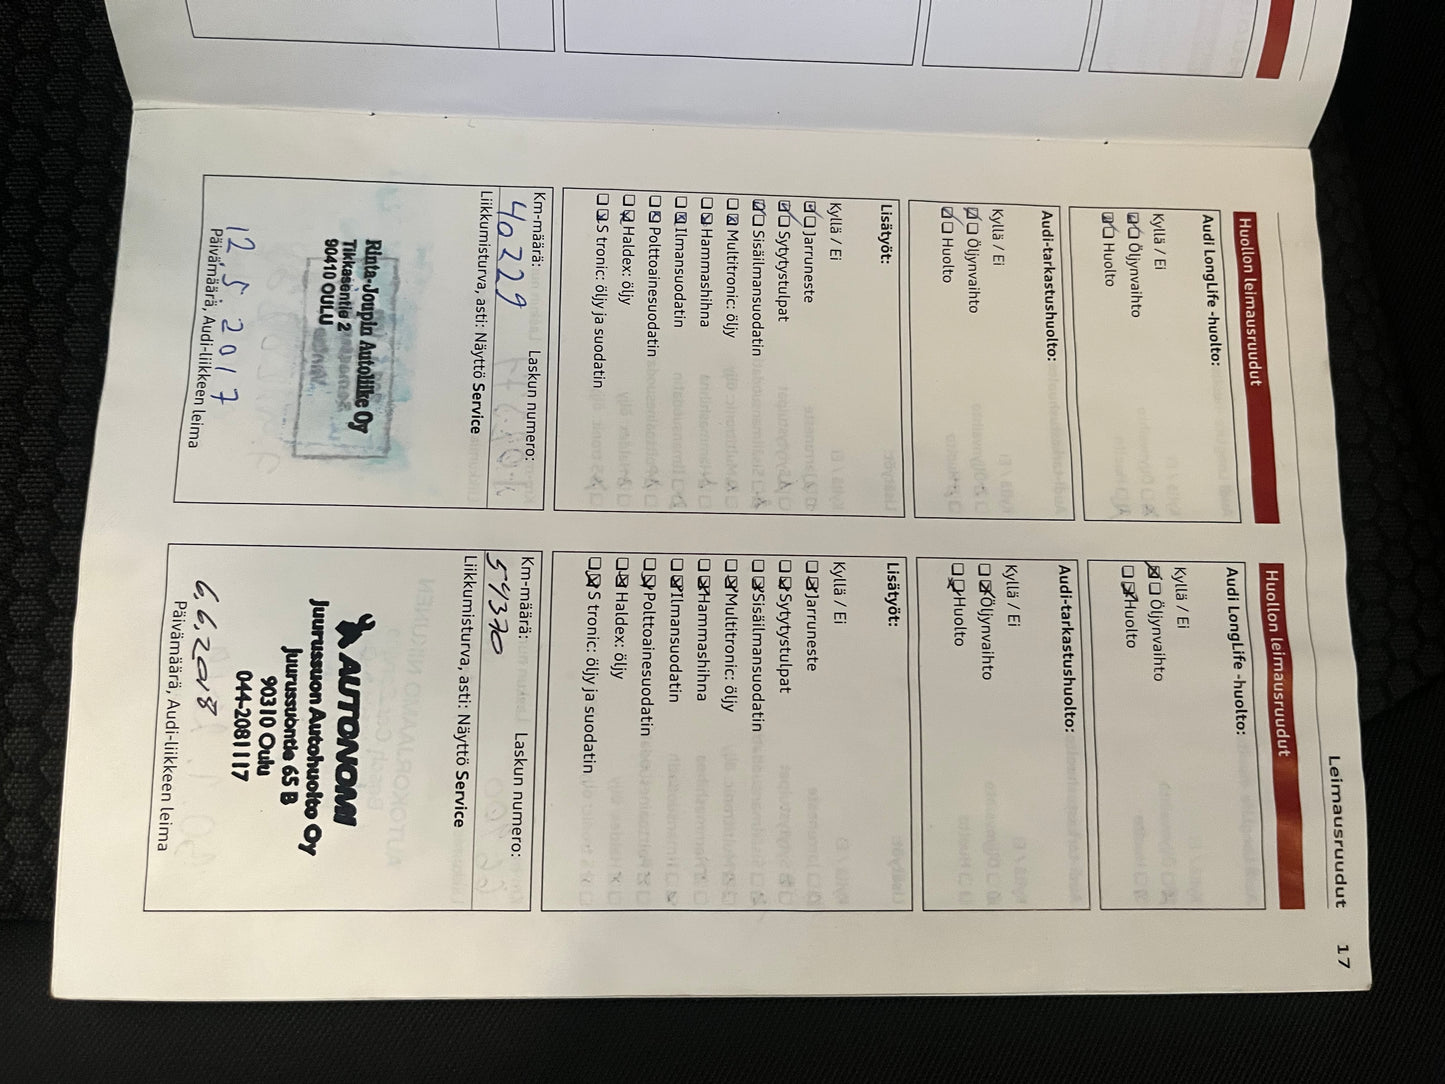 Leimausruudut 17
Huollon leimausruudut
Audi LongLife -huolto:
Kyllä / Ei
Öljynvaihto
Huolto
Audi-tarkastushuolto:
Kyllä / Ei
Öljynvaihto
Huolto
Lisätyöt:
Kyllä / Ei
Jarruneste
Sytytystulpat
Sisäilmansuodatin
Multitronic: öljy
Hammashihna
Ilmansuodatin
Polttoainesuodatin
Haldex: öljy
S tronic: öljy ja suodatin
Km-määrä: Laskun numero:
40229
Liikkumisturva, asti: Näyttö Service
Rinta-Joupin Autoliike Oy
Tikkasentie 2
90410 OULU
12.5.2017
Päivämäärä, Audi-liikkeen leima
Huollon leimausruudut
Audi LongLife -huolto:
Kyllä / Ei
Öljynvaihto
Huolto
Audi-tarkastushuolto:
Kyllä / Ei
Öljynvaihto
Huolto
Lisätyöt:
Kyllä / Ei
Jarruneste
Sytytystulpat
Sisäilmansuodatin
Multitronic: öljy
Hammashihna
Ilmansuodatin
Polttoainesuodatin
Haldex: öljy
S tronic: öljy ja suodatin
Km-määrä: Laskun numero:
54370
Liikkumisturva, asti: Näyttö Service
AUTONOMI
Juurussuon Autohuolto Oy
Juurussuontie 65 B
90310 Oulu
044-2081117
6,6,2018
Päivämäärä, Audi-liikkeen leima